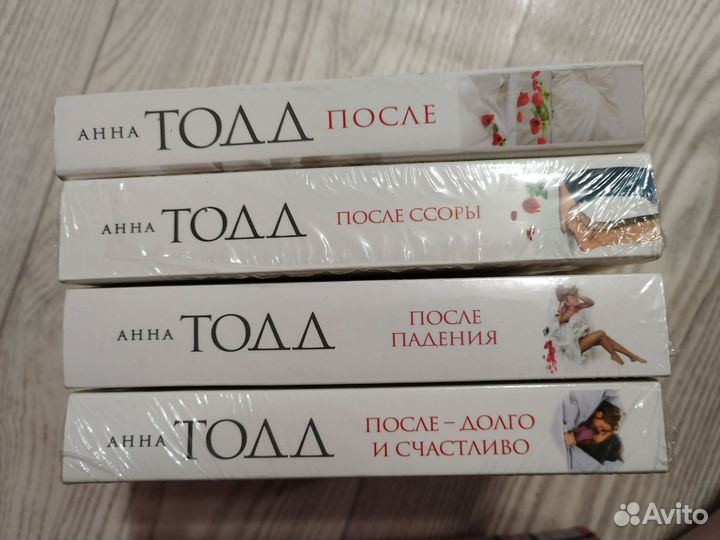 АННА ТОДД ПОСЛЕ
АННА ТОДД ПОСЛЕ ССОРЫ
АННА ТОДД ПОСЛЕ
ПАДЕНИЯ
АННА ТОДД ПОСЛЕ – ДОЛГО
И СЧАСТЛИВО
Avito